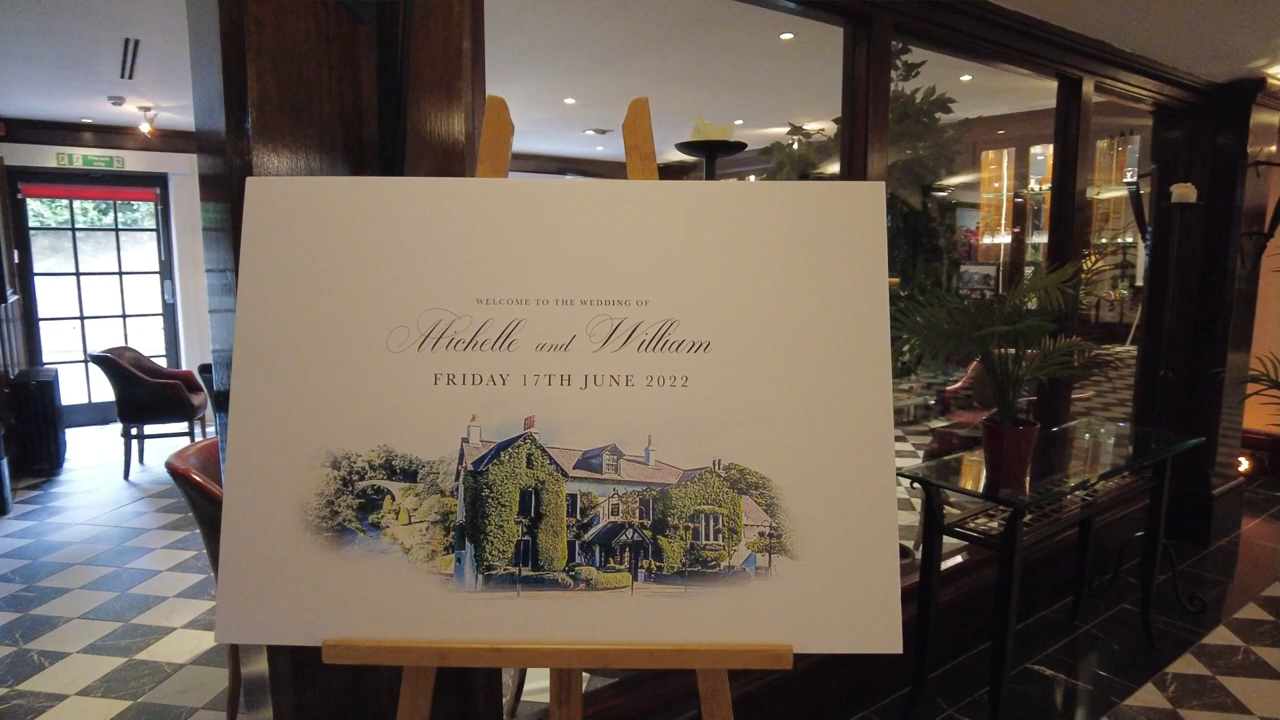 WELCOME TO THE WEDDING OF
Michelle and William
FRIDAY 17TH JUNE 2022